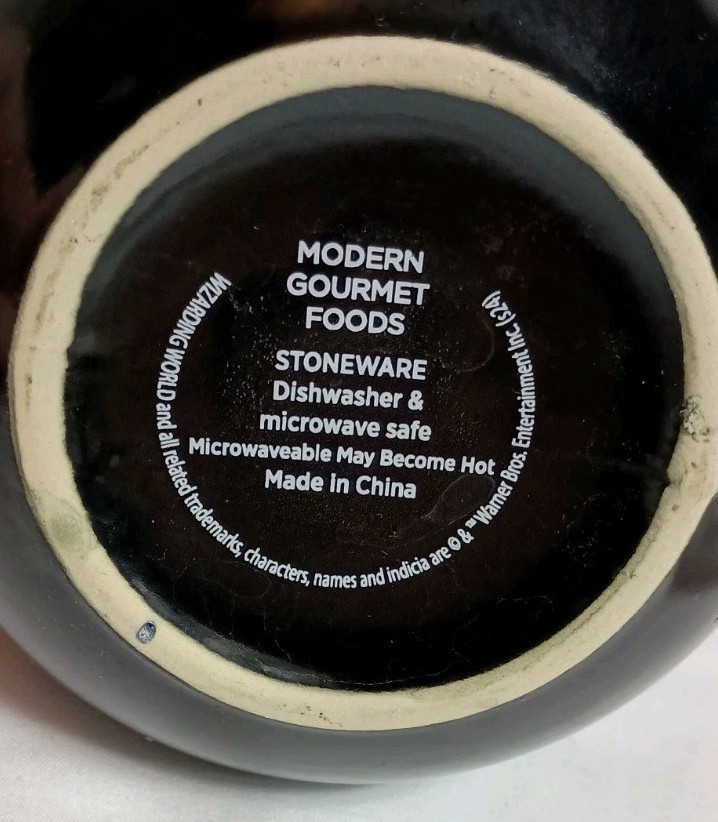 MODERN
GOURMET
FOODS
STONEWARE
Dishwasher &
microwave safe
Microwaveable May Become Hot
Made in China
WIZARDING WORLD and all related trademarks, characters, names and indicia are © & ™ Warner Bros. Entertainment Inc. (s24)